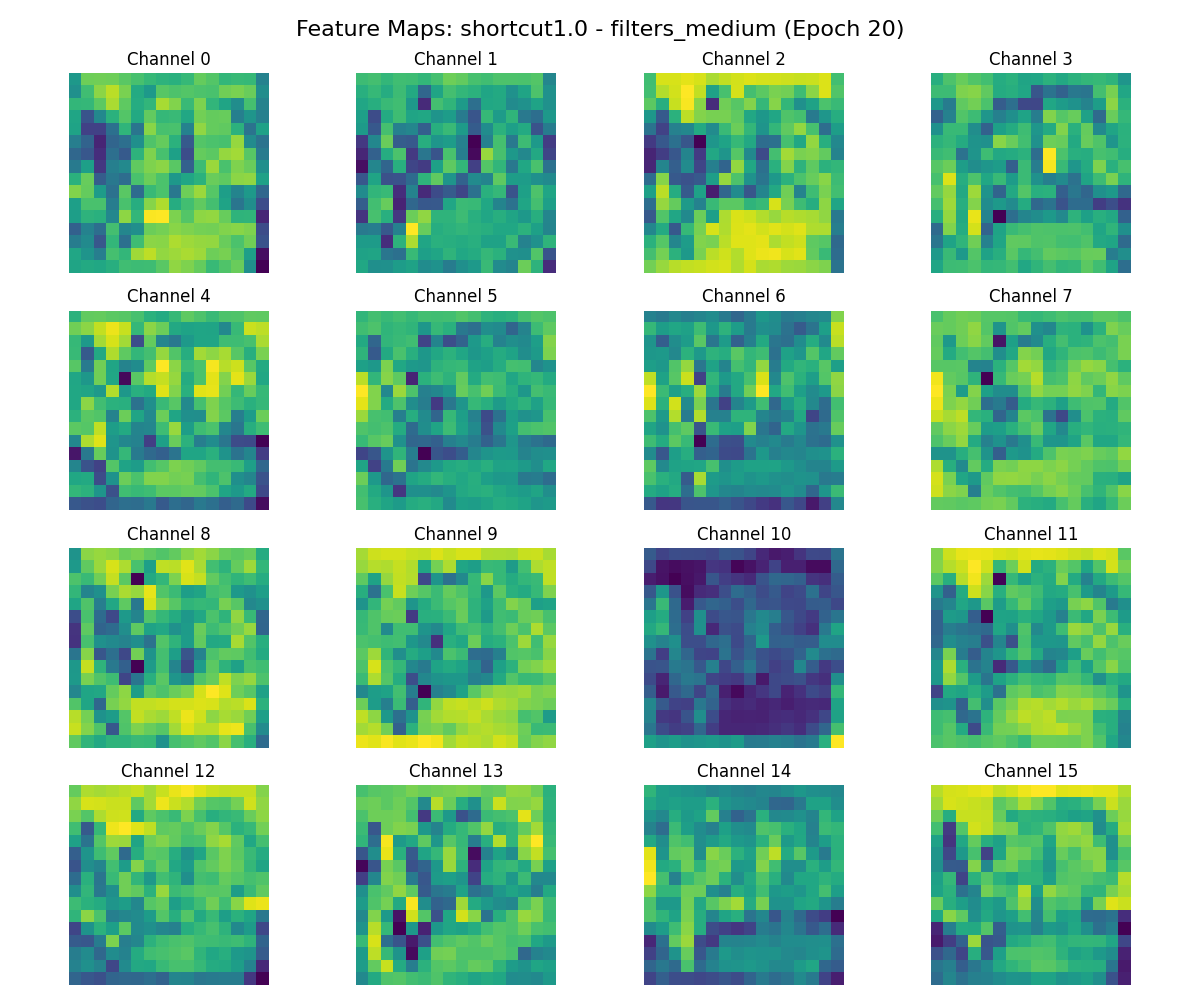 Feature Maps: shortcut1.0 - filters_medium (Epoch 20)
Channel 0 Channel 1 Channel 2 Channel 3
Channel 4 Channel 5 Channel 6 Channel 7
Channel 8 Channel 9 Channel 10 Channel 11
Channel 12 Channel 13 Channel 14 Channel 15